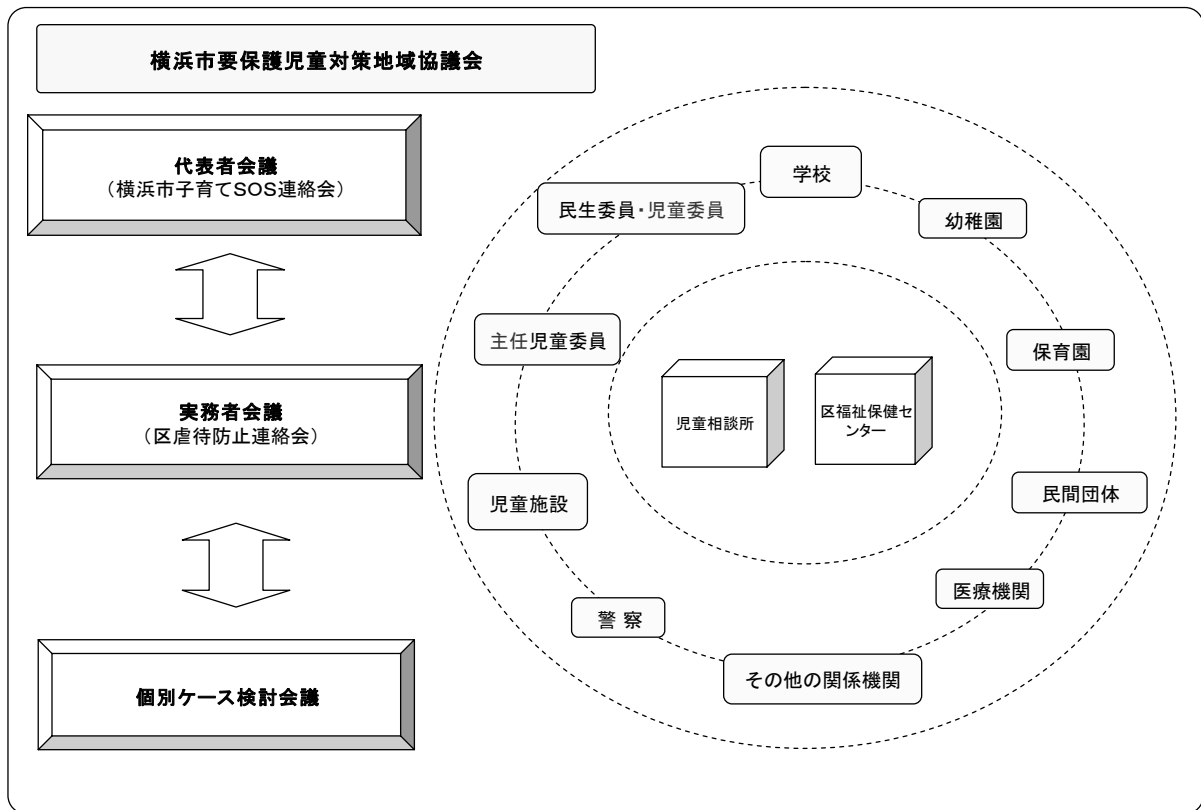 横浜市要保護児童対策地域協議会
代表者会議
（横浜市子育てSOS連絡会）
実務者会議
（区虐待防止連絡会）
個別ケース検討会議
学校
民生委員・児童委員
幼稚園
主任児童委員
保育園
児童相談所
区福祉保健セ
ンター
児童施設
民間団体
医療機関
警 察
その他の関係機関